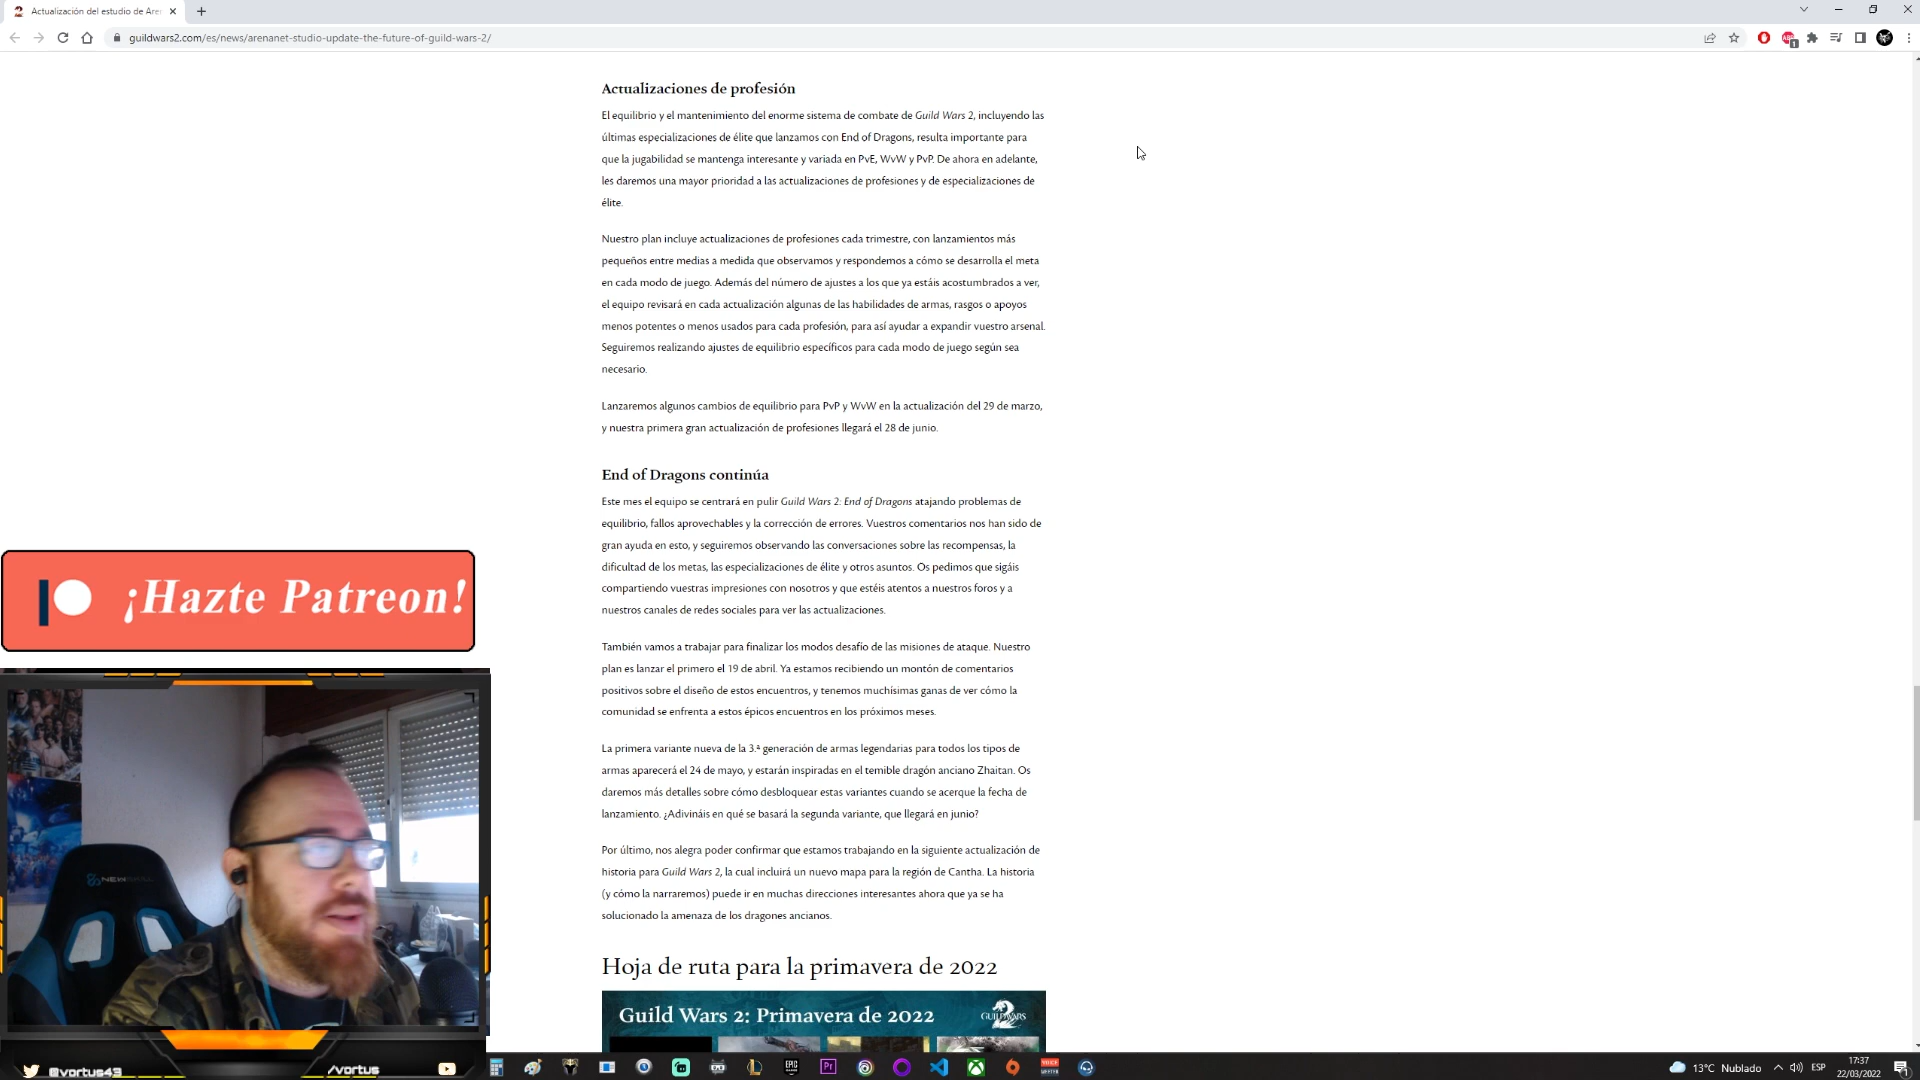 Actualización del estudio de Aren
guildwars2.com/es/news/arenanet-studio-update-the-future-of-guild-wars-2/
Actualizaciones de profesión
El equilibrio y el mantenimiento del enorme sistema de combate de Guild Wars 2, incluyendo las
últimas especializaciones de élite que lanzamos con End of Dragons, resulta importante para
que la jugabilidad se mantenga interesante y variada en PvE, WvW y PvP. De ahora en adelante,
les daremos una mayor prioridad a las actualizaciones de profesiones y de especializaciones de
élite.
Nuestro plan incluye actualizaciones de profesiones cada trimestre, con lanzamientos más
pequeños entre medias a medida que observamos y respondemos a cómo se desarrolla el meta
en cada modo de juego. Además del número de ajustes a los que ya estáis acostumbrados a ver,
el equipo revisará en cada actualización algunas de las habilidades de armas, rasgos o apoyos
menos potentes o menos usados para cada profesión, para así ayudar a expandir vuestro arsenal.
Seguiremos realizando ajustes de equilibrio específicos para cada modo de juego según sea
necesario.
Lanzaremos algunos cambios de equilibrio para PvP y WvW en la actualización del 29 de marzo,
y nuestra primera gran actualización de profesiones llegará el 28 de junio.
End of Dragons continúa
Este mes el equipo se centrará en pulir Guild Wars 2: End of Dragons atajando problemas de
equilibrio, fallos aprovechables y la corrección de errores. Vuestros comentarios nos han sido de
gran ayuda en esto, y seguiremos observando las conversaciones sobre las recompensas, la
dificultad de los metas, las especializaciones de élite y otros asuntos. Os pedimos que sigáis
compartiendo vuestras impresiones con nosotros y que estéis atentos a nuestros foros y a
nuestros canales de redes sociales para ver las actualizaciones.
También vamos a trabajar para finalizar los modos desafío de las misiones de ataque. Nuestro
plan es lanzar el primero el 19 de abril. Ya estamos recibiendo un montón de comentarios
positivos sobre el diseño de estos encuentros, y tenemos muchísimas ganas de ver cómo la
comunidad se enfrenta a estos épicos encuentros en los próximos meses.
La primera variante nueva de la 3.ª generación de armas legendarias para todos los tipos de
armas aparecerá el 24 de mayo, y estarán inspiradas en el temible dragón anciano Zhaitan. Os
daremos más detalles sobre cómo desbloquear estas variantes cuando se acerque la fecha de
lanzamiento. ¿Adivináis en qué se basará la segunda variante, que llegará en junio?
Por último, nos alegra poder confirmar que estamos trabajando en la siguiente actualización de
historia para Guild Wars 2, la cual incluirá un nuevo mapa para la región de Cantha. La historia
(y cómo la narraremos) puede ir en muchas direcciones interesantes ahora que ya se ha
solucionado la amenaza de los dragones ancianos.
Hoja de ruta para la primavera de 2022
Guild Wars 2: Primavera de 2022
GUILD WARS
¡Hazte Patreon!
@vortus43
/vortus
13°C Nublado
ESP
17:37
22/03/2022